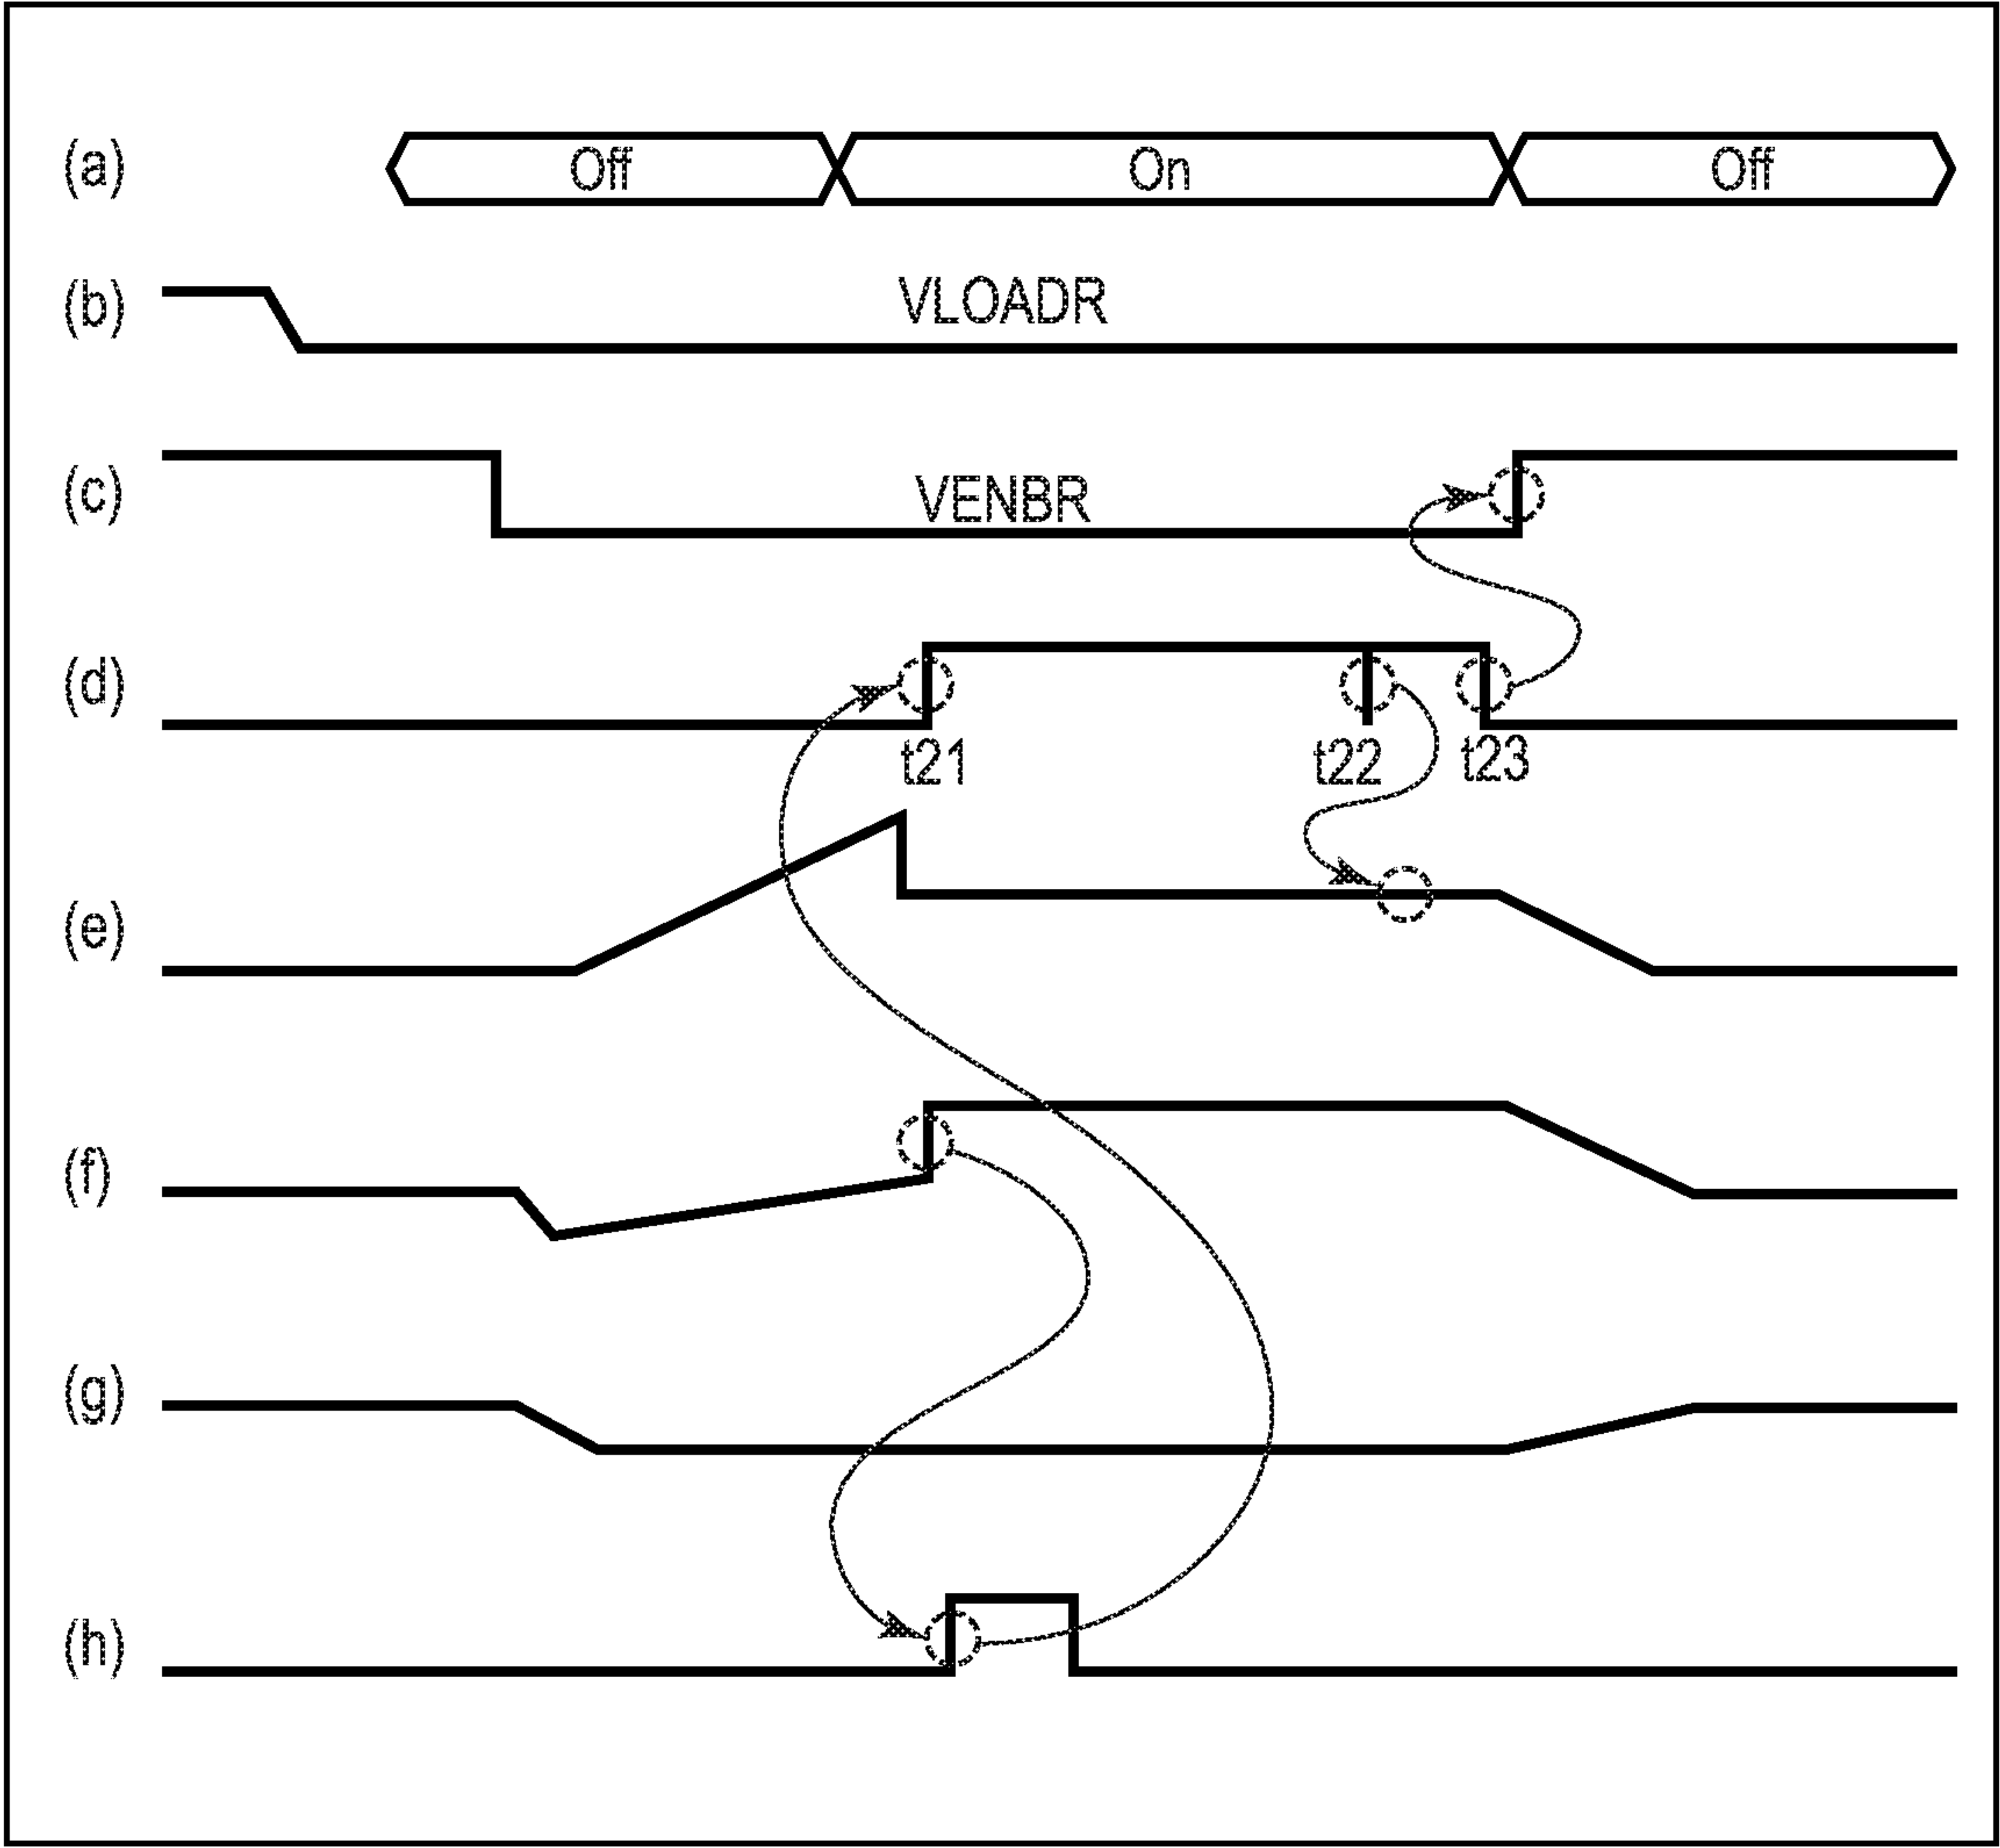 (a) Off On Off
(b) VLOADR
(c) VENBR
(d)
t21 t22 t23
(e)
(f)
(g)
(h)